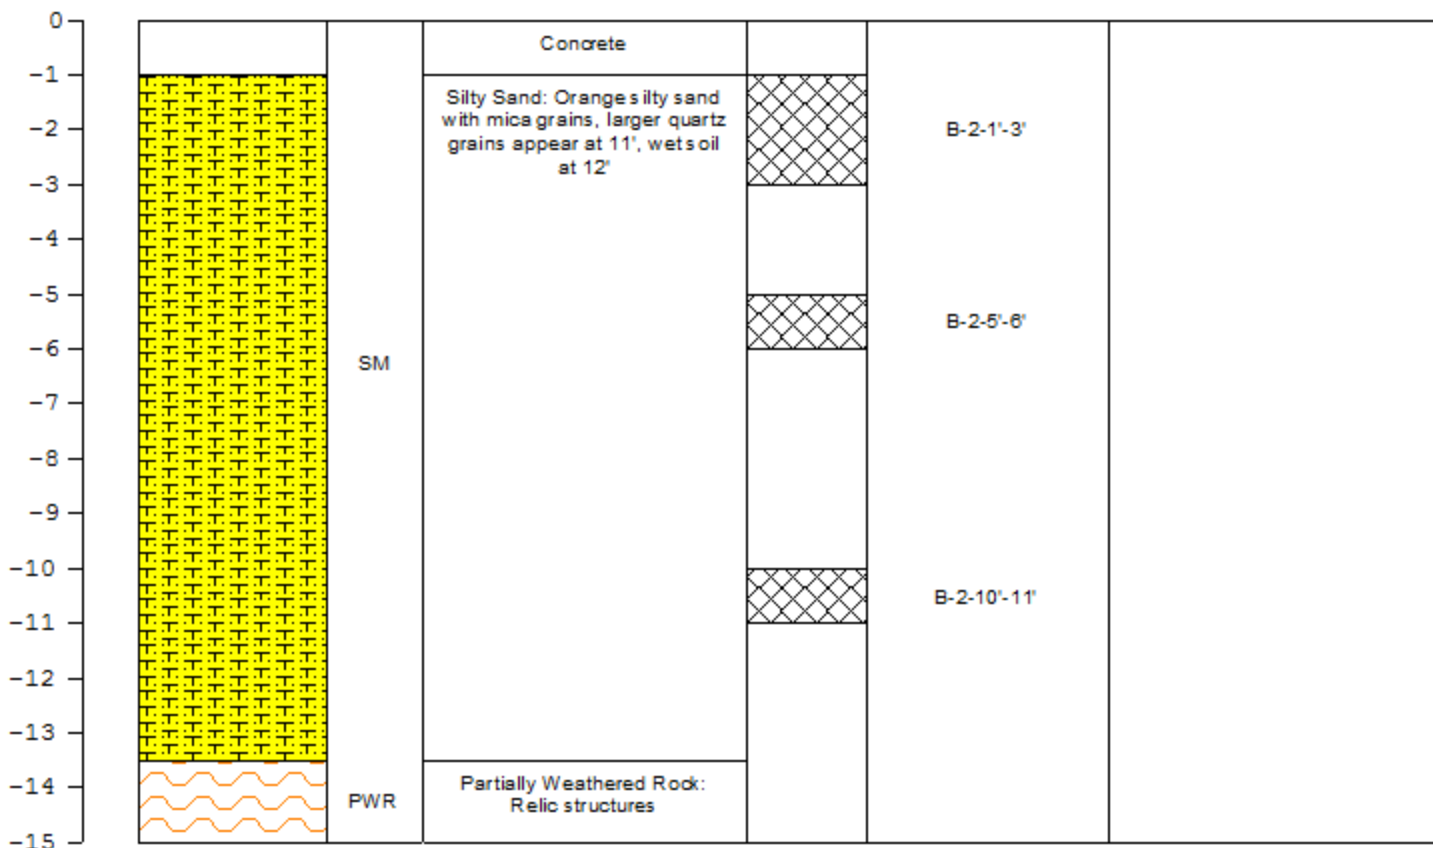 0
Concrete
-1
Silty Sand: Orange silty sand
with mica grains, larger quartz
grains appear at 11', wet soil
at 12'
-2
B-2-1'-3'
-3
-4
-5
B-2-5'-6'
-6
SM
-7
-8
-9
-10
B-2-10'-11'
-11
-12
-13
-14
PWR
Partially Weathered Rock:
Relic structures
-15